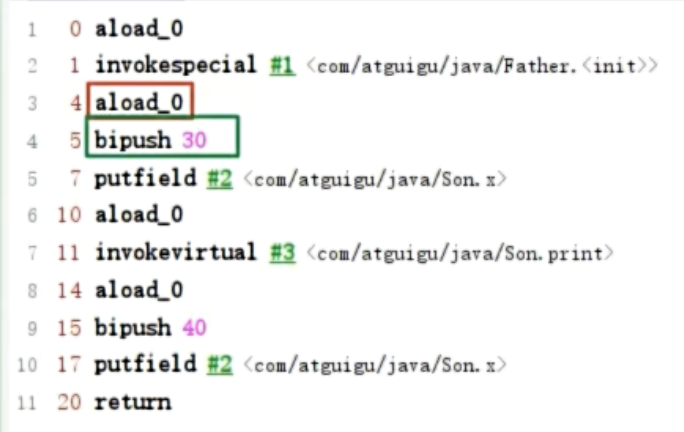 1 0 aload_0
2 1 invokespecial #1 <com/atguigu/java/Father.<init>>
3 4 aload_0
4 5 bipush 30
5 7 putfield #2 <com/atguigu/java/Son.x>
6 10 aload_0
7 11 invokevirtual #3 <com/atguigu/java/Son.print>
8 14 aload_0
9 15 bipush 40
10 17 putfield #2 <com/atguigu/java/Son.x>
11 20 return